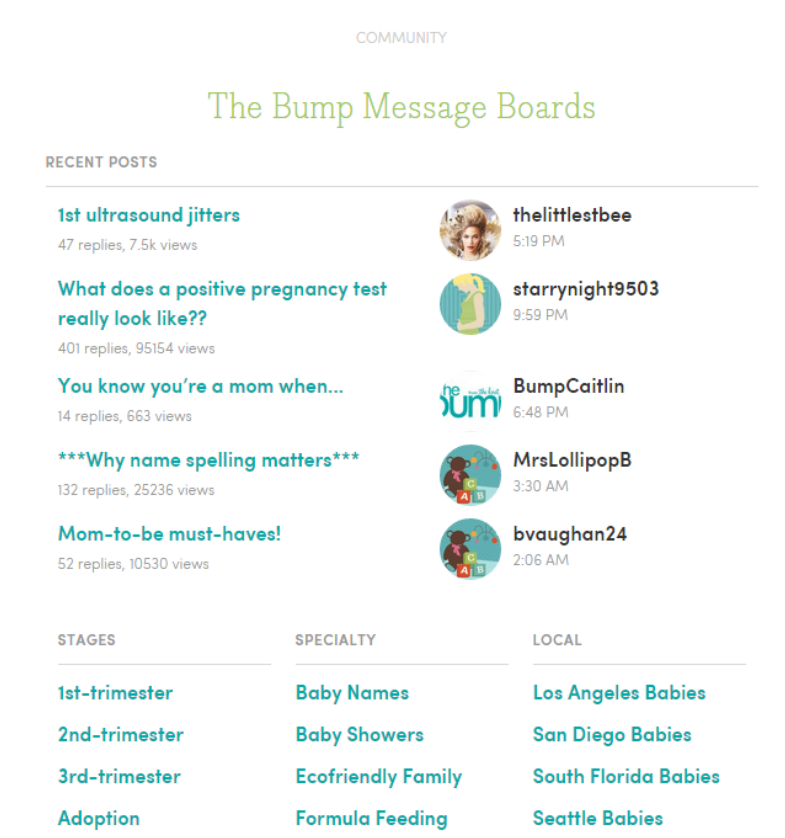 COMMUNITY
The Bump Message Boards
RECENT POSTS
1st ultrasound jitters
47 replies, 7.5k views
thelittlestbee
5:19 PM
What does a positive pregnancy test
really look like??
401 replies, 95154 views
starrynight9503
9:59 PM
You know you're a mom when...
14 replies, 663 views
BumpCaitlin
6:48 PM
***Why name spelling matters***
132 replies, 25236 views
MrsLollipopB
3:30 AM
C
A B
Mom-to-be must-haves!
52 replies, 10530 views
bvaughan24
2:06 AM
C
A B
STAGES
1st-trimester
2nd-trimester
3rd-trimester
Adoption
SPECIALTY
Baby Names
Baby Showers
Ecofriendly Family
Formula Feeding
LOCAL
Los Angeles Babies
San Diego Babies
South Florida Babies
Seattle Babies